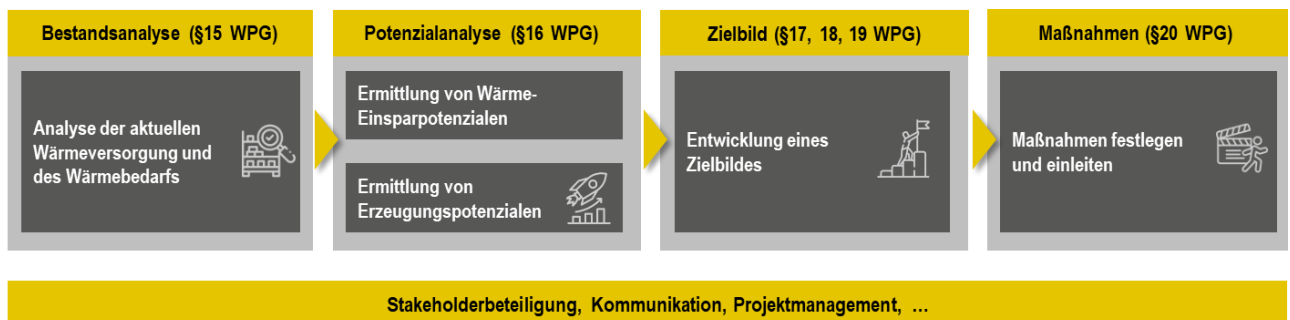 Bestandsanalyse (§15 WPG)
Analyse der aktuellen
Wärmeversorgung und
des Wärmebedarfs
Potenzialanalyse (§16 WPG)
Ermittlung von Wärme-
Einsparpotenzialen
Ermittlung von
Erzeugungspotenzialen
Zielbild (§17, 18, 19 WPG)
Entwicklung eines
Zielbildes
Maßnahmen (§20 WPG)
Maßnahmen festlegen
und einleiten
Stakeholderbeteiligung, Kommunikation, Projektmanagement, …